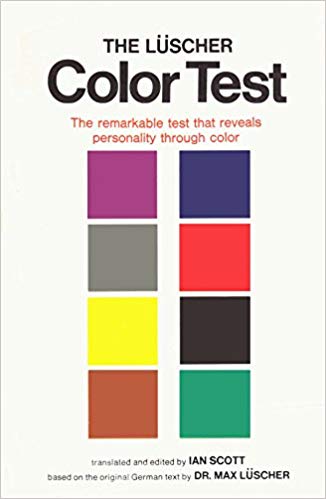 THE LÜSCHER
Color Test
The remarkable test that reveals
personality through color
translated and edited by IAN SCOTT
based on the original German text by DR. MAX LÜSCHER